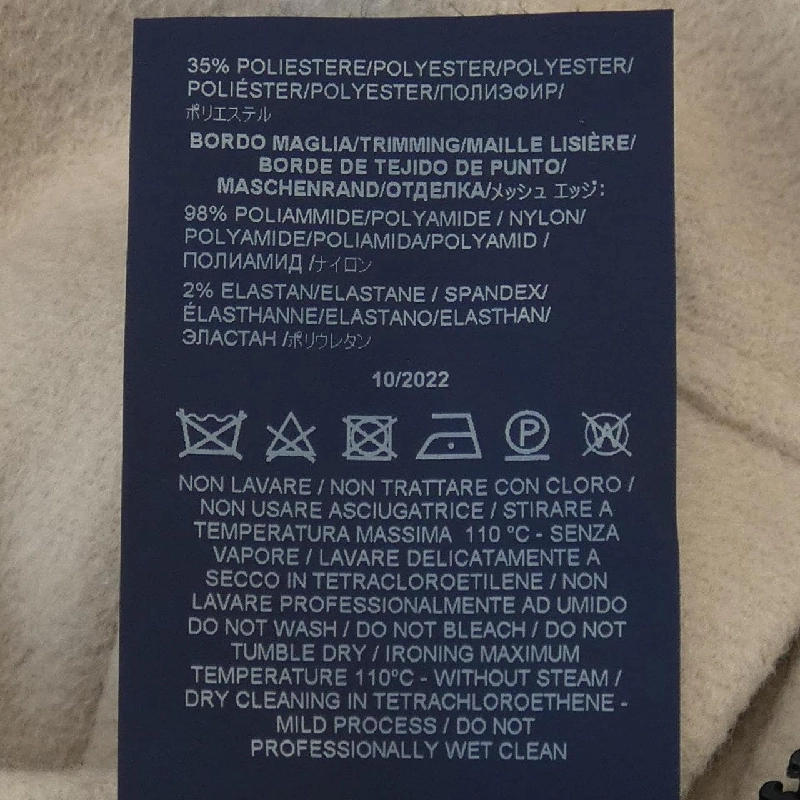 35% POLIESTERE/POLYESTER/POLYESTER/
POLIÉSTER/POLYESTER/ПОЛИЭФИР/
ポリエステル
BORDO MAGLIA/TRIMMING/MAILLE LISIÈRE/
BORDE DE TEJIDO DE PUNTO/
MASCHENRAND/ОТДЕЛКА/メッシュ エッジ:
98% POLIAMMIDE/POLYAMIDE / NYLON/
POLYAMIDE/POLIAMIDA/POLYAMID /
ПОЛИАМИД /ナイロン
2% ELASTAN/ELASTANE / SPANDEX/
ÉLASTHANNE/ELASTANO/ELASTHAN/
ЭЛАСТАН /ポリウレタン
10/2022
P W
NON LAVARE / NON TRATTARE CON CLORO /
NON USARE ASCIUGATRICE / STIRARE A
TEMPERATURA MASSIMA 110 °C - SENZA
VAPORE / LAVARE DELICATAMENTE A
SECCO IN TETRACLOROETILENE / NON
LAVARE PROFESSIONALMENTE AD UMIDO
DO NOT WASH / DO NOT BLEACH / DO NOT
TUMBLE DRY / IRONING MAXIMUM
TEMPERATURE 110°C - WITHOUT STEAM /
DRY CLEANING IN TETRACHLOROETHENE -
MILD PROCESS / DO NOT
PROFESSIONALLY WET CLEAN